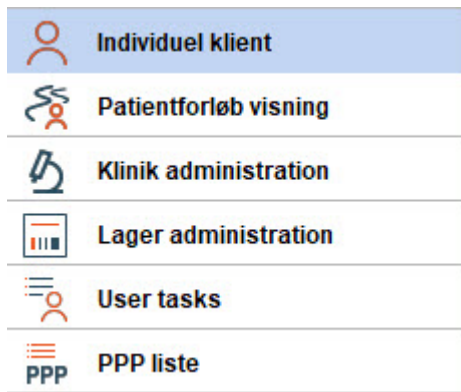 Individuel klient
Patientforløb visning
Klinik administration
Lager administration
User tasks
PPP PPP liste